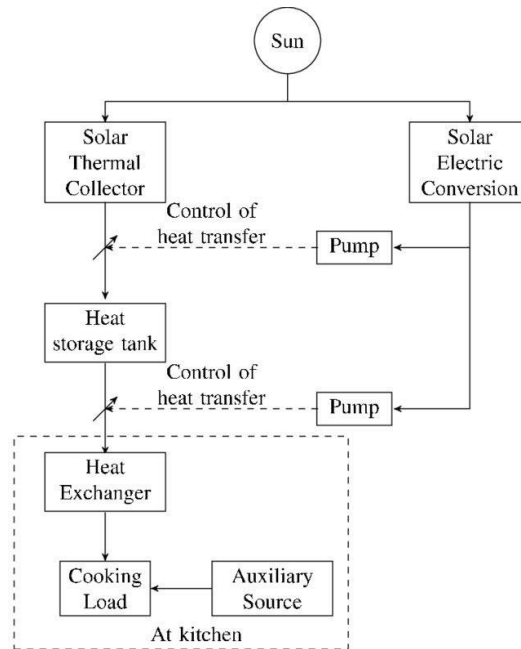 Sun
Solar
Thermal
Collector
Solar
Electric
Conversion
Control of
heat transfer
Pump
Heat
storage tank
Control of
heat transfer
Pump
Heat
Exchanger
Cooking
Load
Auxiliary
Source
At kitchen